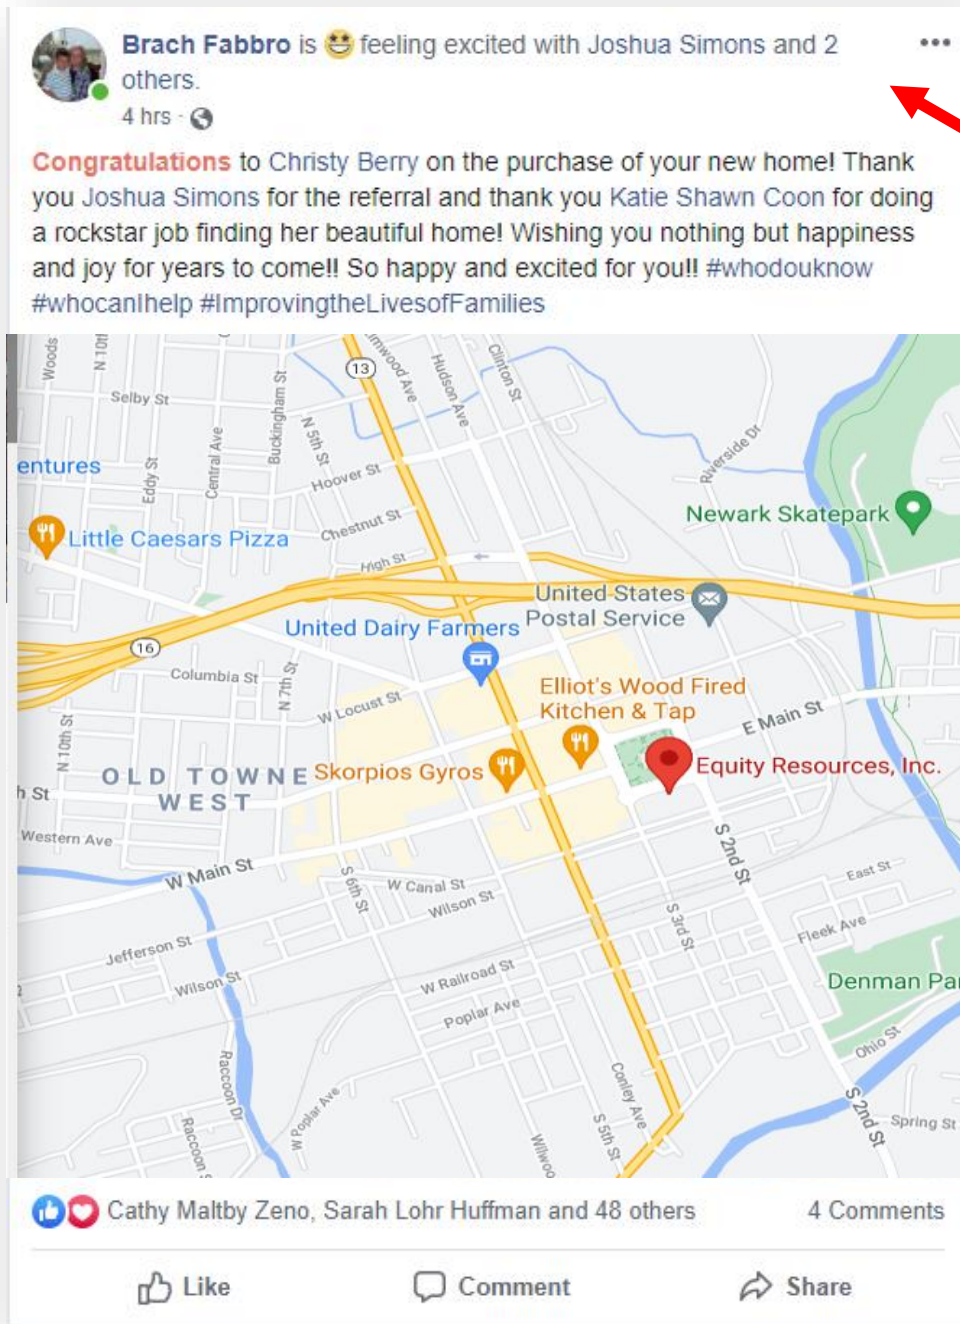 Brach Fabbro is feeling excited with Joshua Simons and 2
others.
4 hrs ·
Congratulations to Christy Berry on the purchase of your new home! Thank
you Joshua Simons for the referral and thank you Katie Shawn Coon for doing
a rockstar job finding her beautiful home! Wishing you nothing but happiness
and joy for years to come!! So happy and excited for you!! #whodouknow
#whocanIhelp #ImprovingtheLivesofFamilies
Woods
N 10th
13
Hudson Ave
Clinton St
Selby St
Buckingham St
N 5th St
Central Ave
Eddy St
Hoover St
Riverside Dr
entures
Chestnut St
Newark Skatepark
Little Caesars Pizza
High St
United States
Postal Service
United Dairy Farmers
16
Columbia St
N 7th St
Elliot's Wood Fired
Kitchen & Tap
W Locust St
E Main St
N 10th St
OLD TOWNE
WEST
Skorpios Gyros
Equity Resources, Inc.
h St
Western Ave
W Main St
S 6th St
W Canal St
Wilson St
S 2nd St
East St
S 3rd St
Fleek Ave
Jefferson St
Wilson St
W Railroad St
Poplar Ave
Denman Par
Ohio St
Raccoon Dr
W Poplar Ave
Conley Ave
S 5th St
S 2nd St
Spring St
Raccoon
Cathy Maltby Zeno, Sarah Lohr Huffman and 48 others
4 Comments
Like
Comment
Share